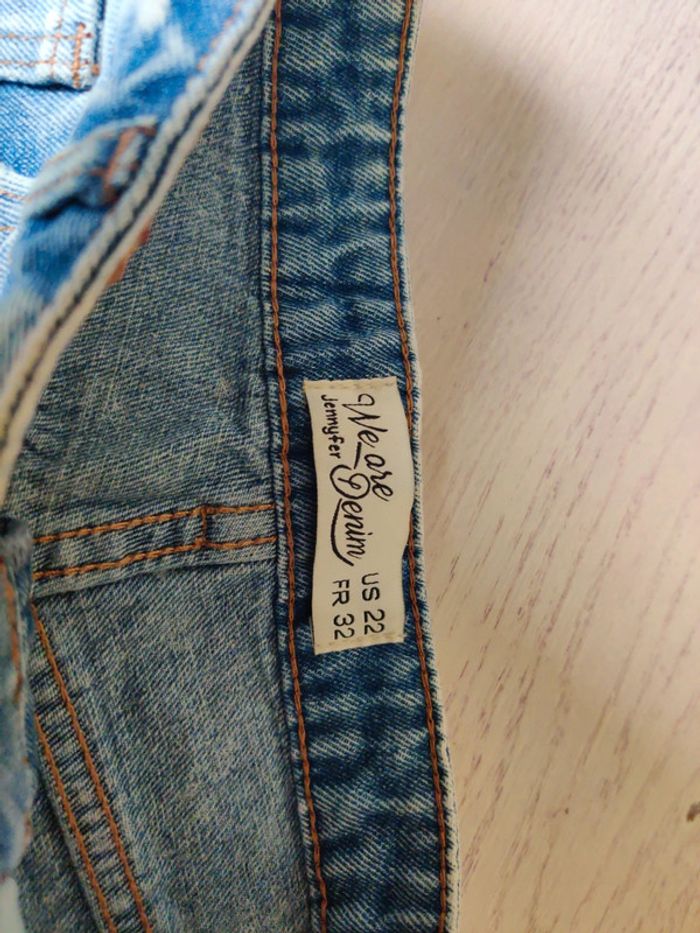 We are
Denim
Jennyfer
US 22
FR 32